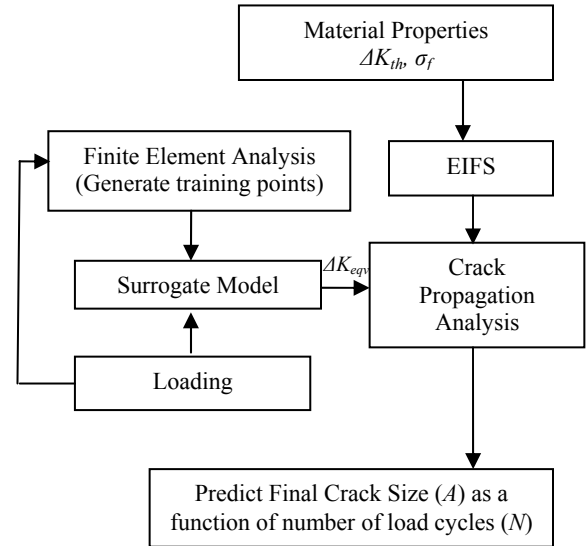 Material Properties
ΔK_th, σ_f
Finite Element Analysis
(Generate training points)
EIFS
ΔK_eqv
Surrogate Model
Crack
Propagation
Analysis
Loading
Predict Final Crack Size (A) as a
function of number of load cycles (N)